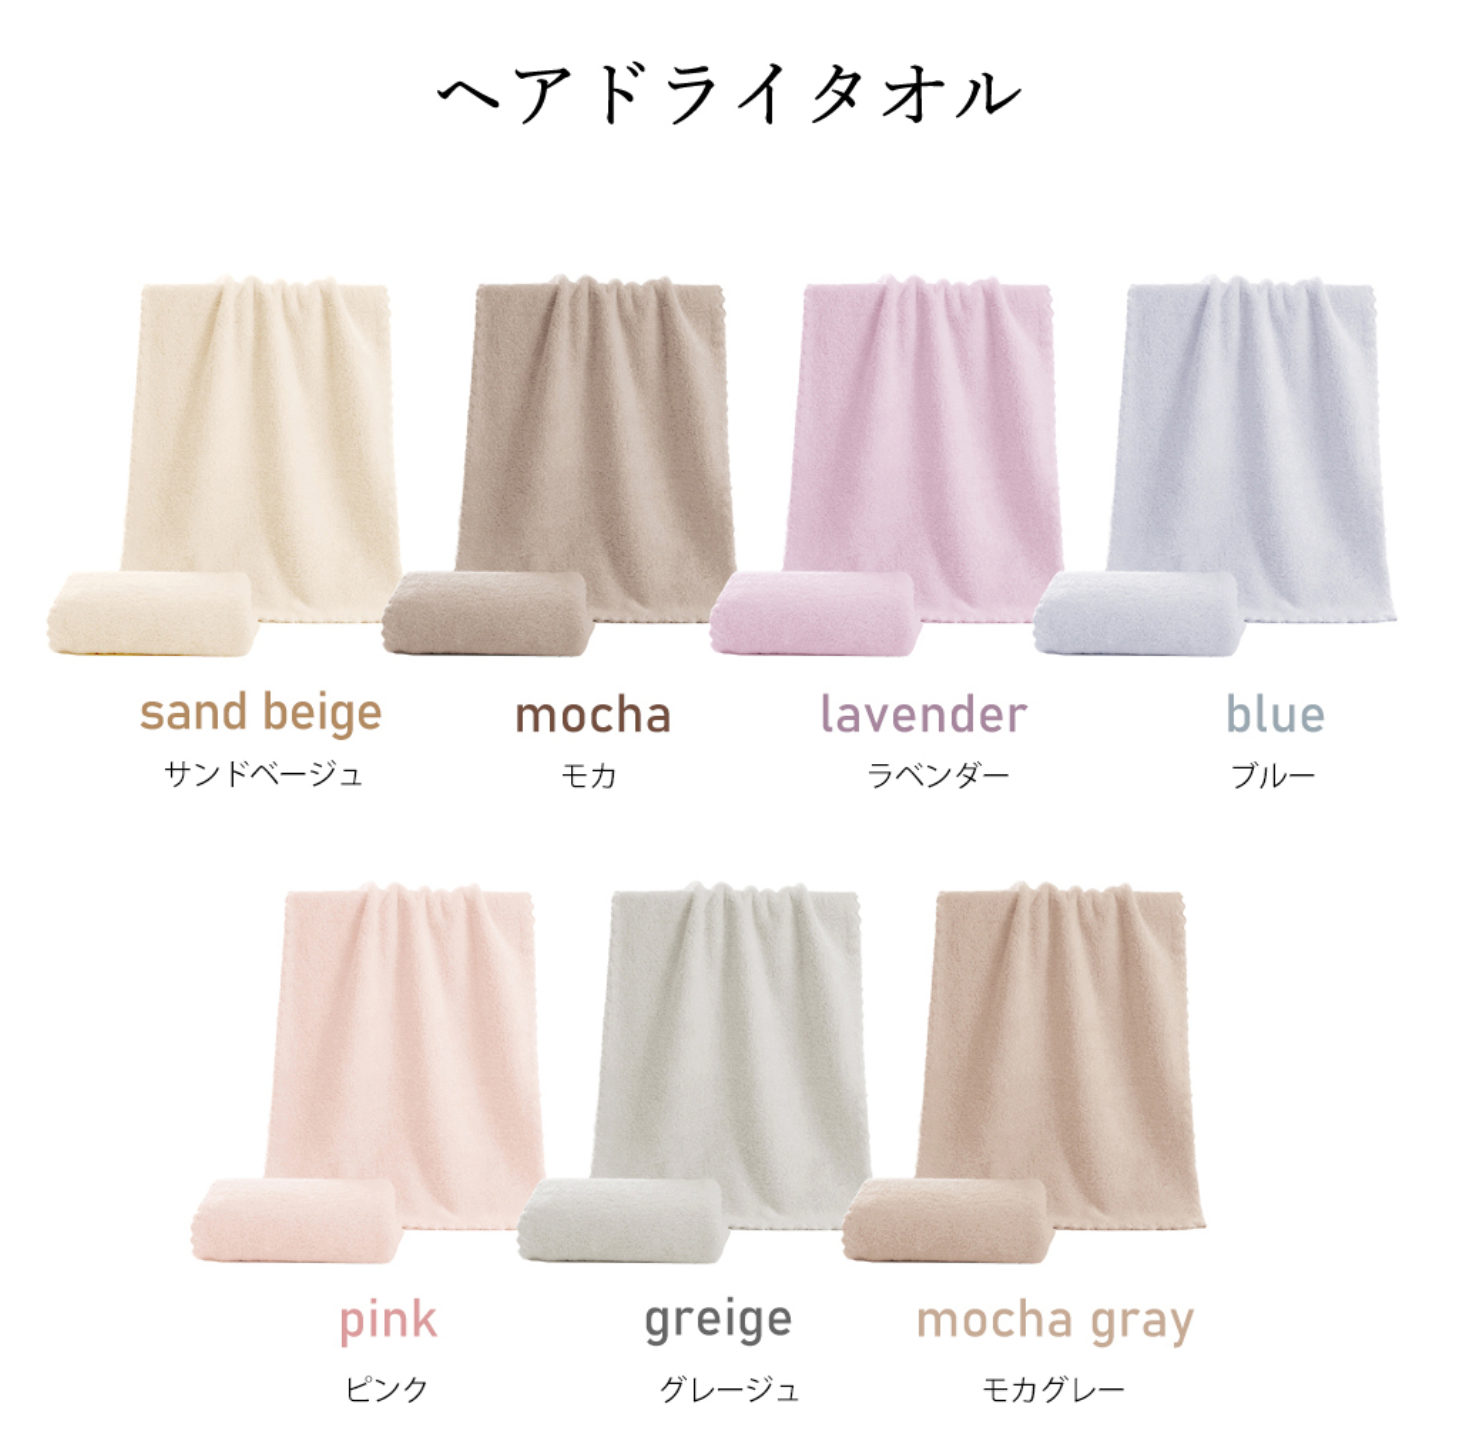 ヘアドライタオル
sand beige
mocha
lavender
blue
サンドベージュ
モカ
ラベンダー
ブルー
pink
greige
mocha gray
ピンク
グレージュ
モカグレー